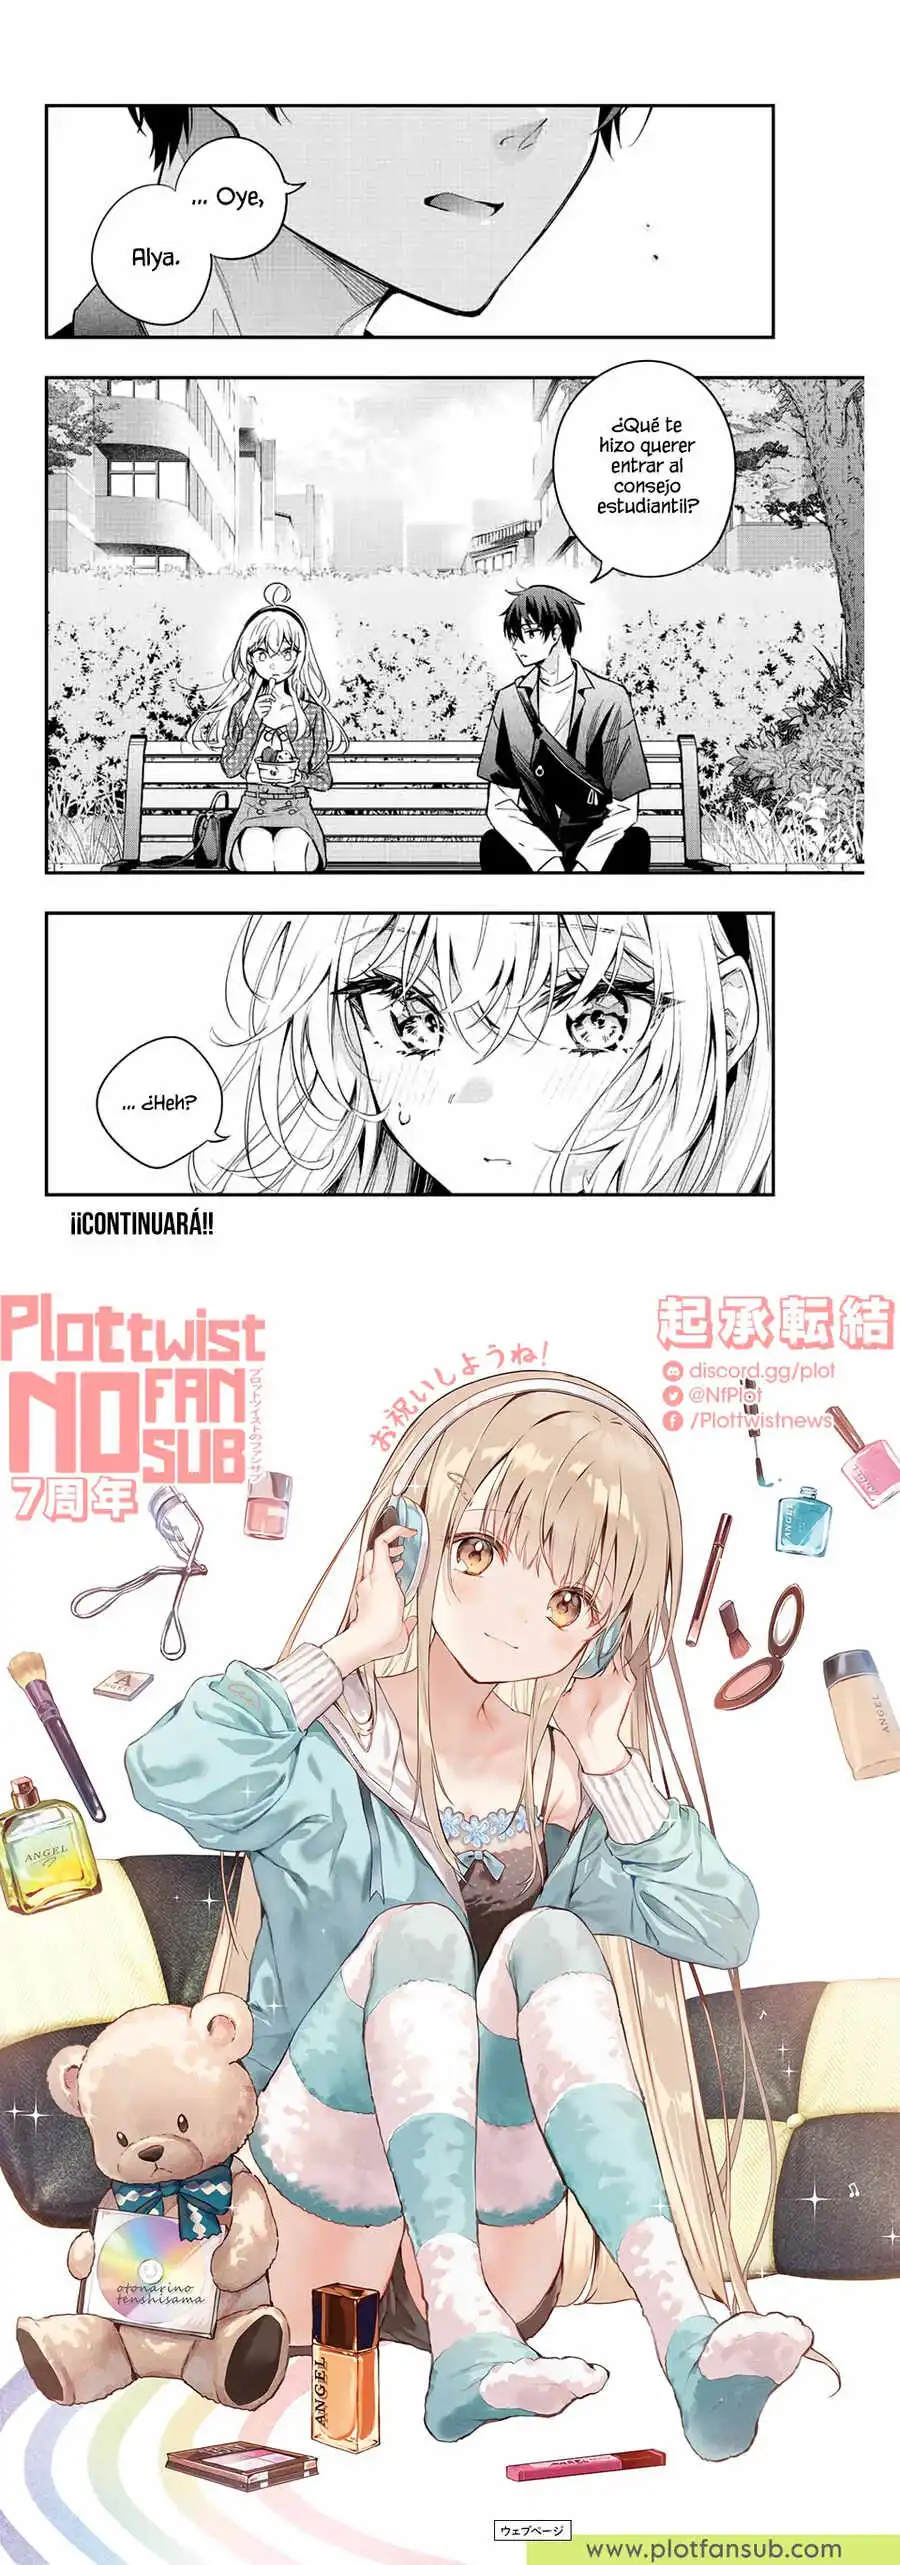 ... Oye,
Alya.
¿Qué te
hizo querer
entrar al
consejo
estudiantil?
... ¿Heh?
¡¡CONTINUARÁ!!
Plottwist
NO
FAN
SUB
プロットツイストのファンサブ
7周年
お祝いしようね!
起承転結
discord.gg/plot
@NfPlot
/Plottwistnews
ANGEL
ANGEL
ANGEL
ANGEL
ANGEL
otonarino
tenshisama
ANGEL
ウェブページ
www.plotfansub.com